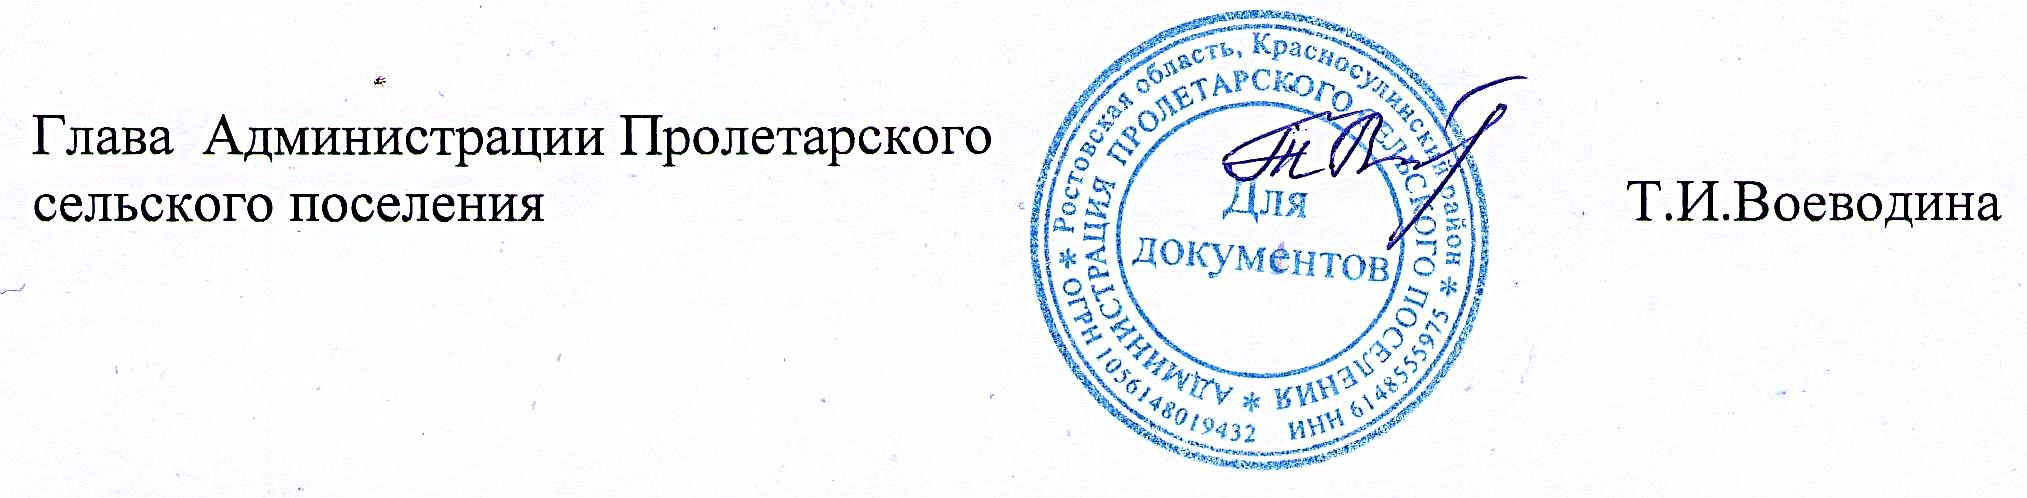 Глава Администрации Пролетарского
сельского поселения
Т.И.Воеводина
* Ростовская область, Красносулинский район *
ОГРН 1056148019432 ИНН 6148555975
АДМИНИСТРАЦИЯ ПРОЛЕТАРСКОГО СЕЛЬСКОГО ПОСЕЛЕНИЯ *
Для
документов